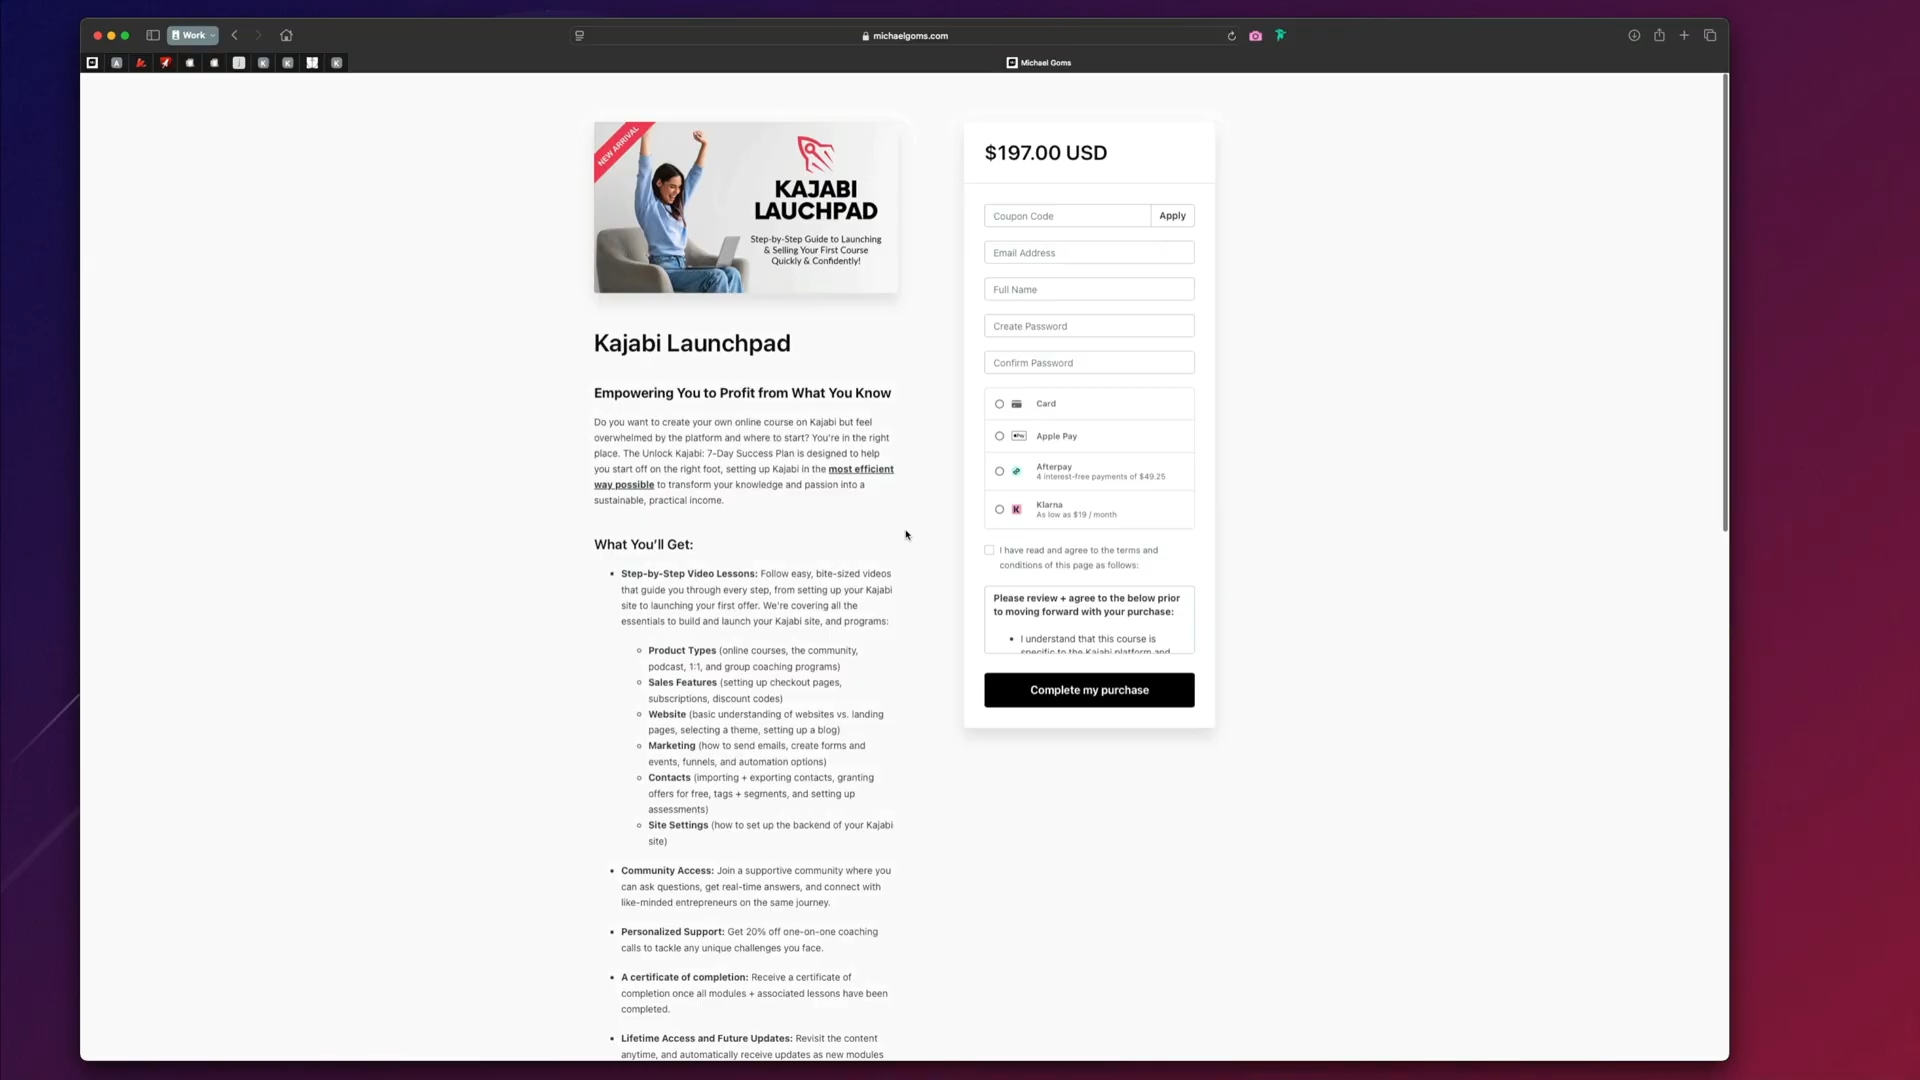 Work
michaelgoms.com
Michael Goms
NEW ARRIVAL
KAJABI
LAUCHPAD
Step-by-Step Guide to Launching
& Selling Your First Course
Quickly & Confidently!
Kajabi Launchpad
Empowering You to Profit from What You Know
Do you want to create your own online course on Kajabi but feel
overwhelmed by the platform and where to start? You're in the right
place. The Unlock Kajabi: 7-Day Success Plan is designed to help
you start off on the right foot, setting up Kajabi in the most efficient
way possible to transform your knowledge and passion into a
sustainable, practical income.
What You'll Get:
• Step-by-Step Video Lessons: Follow easy, bite-sized videos
that guide you through every step, from setting up your Kajabi
site to launching your first offer. We're covering all the
essentials to build and launch your Kajabi site, and programs:
Product Types (online courses, the community,
podcast, 1:1, and group coaching programs)
Sales Features (setting up checkout pages,
subscriptions, discount codes)
Website (basic understanding of websites vs. landing
pages, selecting a theme, setting up a blog)
Marketing (how to send emails, create forms and
events, funnels, and automation options)
Contacts (importing + exporting contacts, granting
offers for free, tags + segments, and setting up
assessments)
Site Settings (how to set up the backend of your Kajabi
site)
• Community Access: Join a supportive community where you
can ask questions, get real-time answers, and connect with
like-minded entrepreneurs on the same journey.
• Personalized Support: Get 20% off one-on-one coaching
calls to tackle any unique challenges you face.
• A certificate of completion: Receive a certificate of
completion once all modules + associated lessons have been
completed.
• Lifetime Access and Future Updates: Revisit the content
anytime, and automatically receive updates as new modules
$197.00 USD
Coupon Code
Apply
Email Address
Full Name
Create Password
Confirm Password
Card
Apple Pay
Afterpay
4 interest-free payments of $49.25
Klarna
As low as $19 / month
I have read and agree to the terms and
conditions of this page as follows:
Please review + agree to the below prior
to moving forward with your purchase:
• I understand that this course is
specific to the Kajabi platform and
Complete my purchase